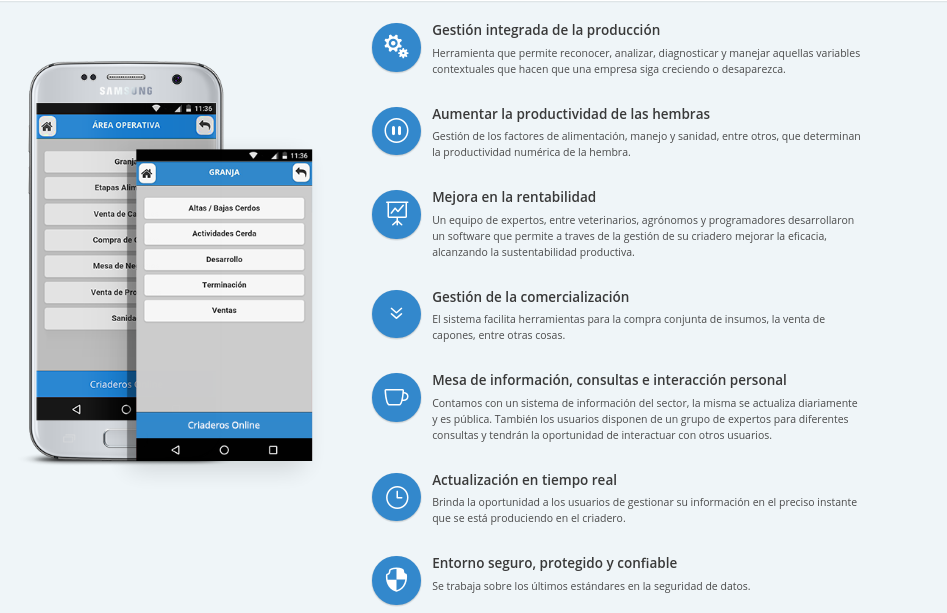 SAMSUNG
11:36
ÁREA OPERATIVA
Granja
Etapas Alim
Venta de Ca
Compra de
Mesa de Ne
Venta de Pro
Sanida
Criaderos
11:36
GRANJA
Altas / Bajas Cerdos
Actividades Cerda
Desarrollo
Terminación
Ventas
Criaderos Online
Gestión integrada de la producción
Herramienta que permite reconocer, analizar, diagnosticar y manejar aquellas variables
contextuales que hacen que una empresa siga creciendo o desaparezca.
Aumentar la productividad de las hembras
Gestión de los factores de alimentación, manejo y sanidad, entre otros, que determinan
la productividad numérica de la hembra.
Mejora en la rentabilidad
Un equipo de expertos, entre veterinarios, agrónomos y programadores desarrollaron
un software que permite a traves de la gestión de su criadero mejorar la eficacia,
alcanzando la sustentabilidad productiva.
Gestión de la comercialización
El sistema facilita herramientas para la compra conjunta de insumos, la venta de
capones, entre otras cosas.
Mesa de información, consultas e interacción personal
Contamos con un sistema de información del sector, la misma se actualiza diariamente
y es pública. También los usuarios disponen de un grupo de expertos para diferentes
consultas y tendrán la oportunidad de interactuar con otros usuarios.
Actualización en tiempo real
Brinda la oportunidad a los usuarios de gestionar su información en el preciso instante
que se está produciendo en el criadero.
Entorno seguro, protegido y confiable
Se trabaja sobre los últimos estándares en la seguridad de datos.